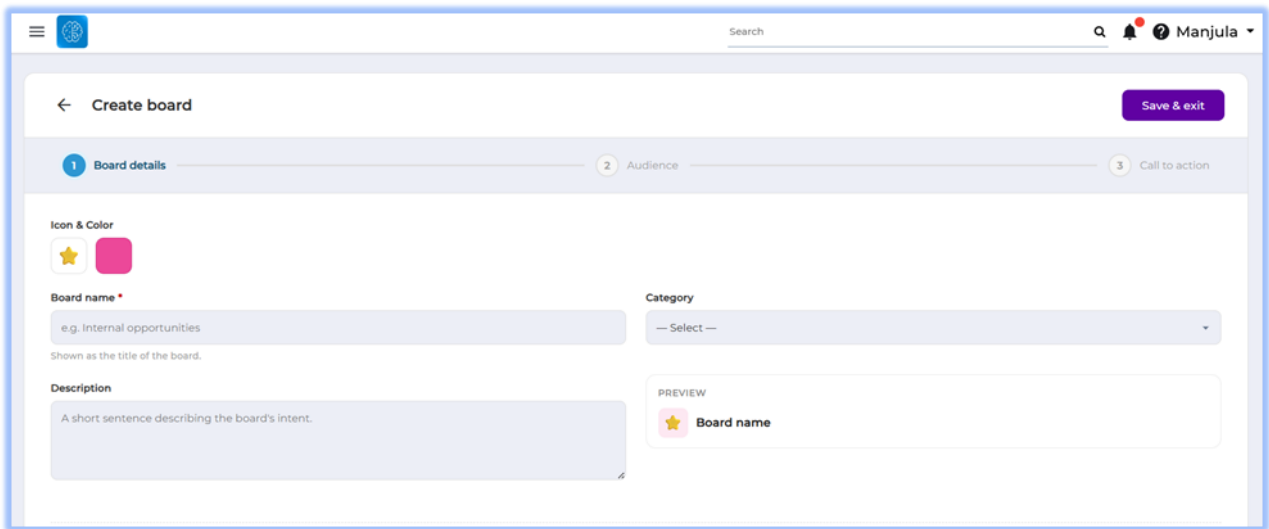 Search
Manjula
Create board
Save & exit
1 Board details
2 Audience
3 Call to action
Icon & Color
Board name *
Category
e.g. Internal opportunities
— Select —
Shown as the title of the board.
Description
A short sentence describing the board's intent.
PREVIEW
Board name